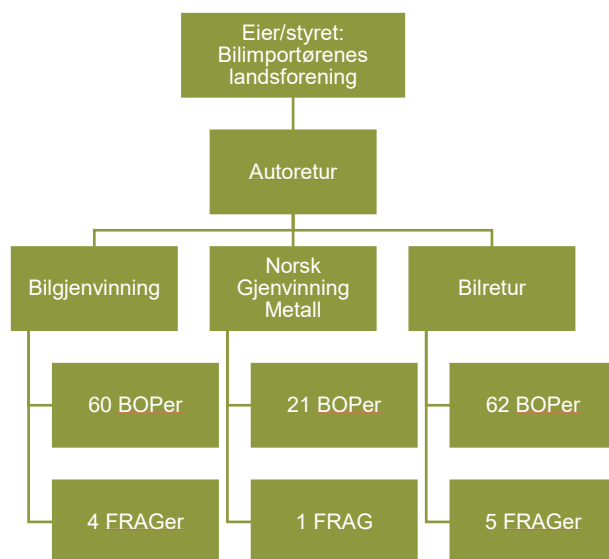 Eier/styret:
Bilimportørenes
landsforening
Autoretur
Bilgjenvinning
Norsk
Gjenvinning
Metall
Bilretur
60 BOPer
21 BOPer
62 BOPer
4 FRAGer
1 FRAG
5 FRAGer